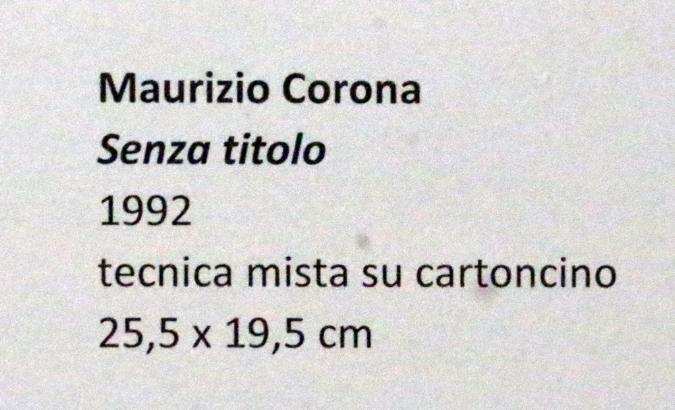 Maurizio Corona
Senza titolo
1992
tecnica mista su cartoncino
25,5 x 19,5 cm